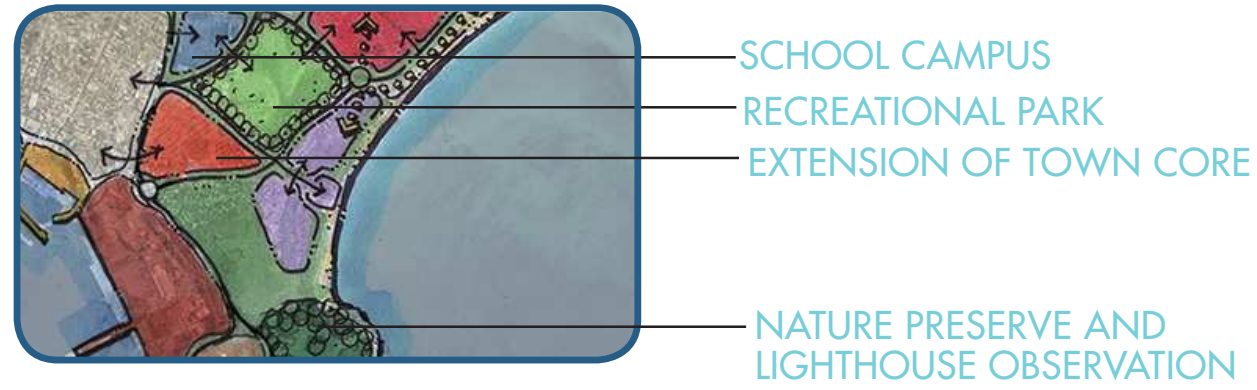 SCHOOL CAMPUS
RECREATIONAL PARK
EXTENSION OF TOWN CORE
NATURE PRESERVE AND
LIGHTHOUSE OBSERVATION